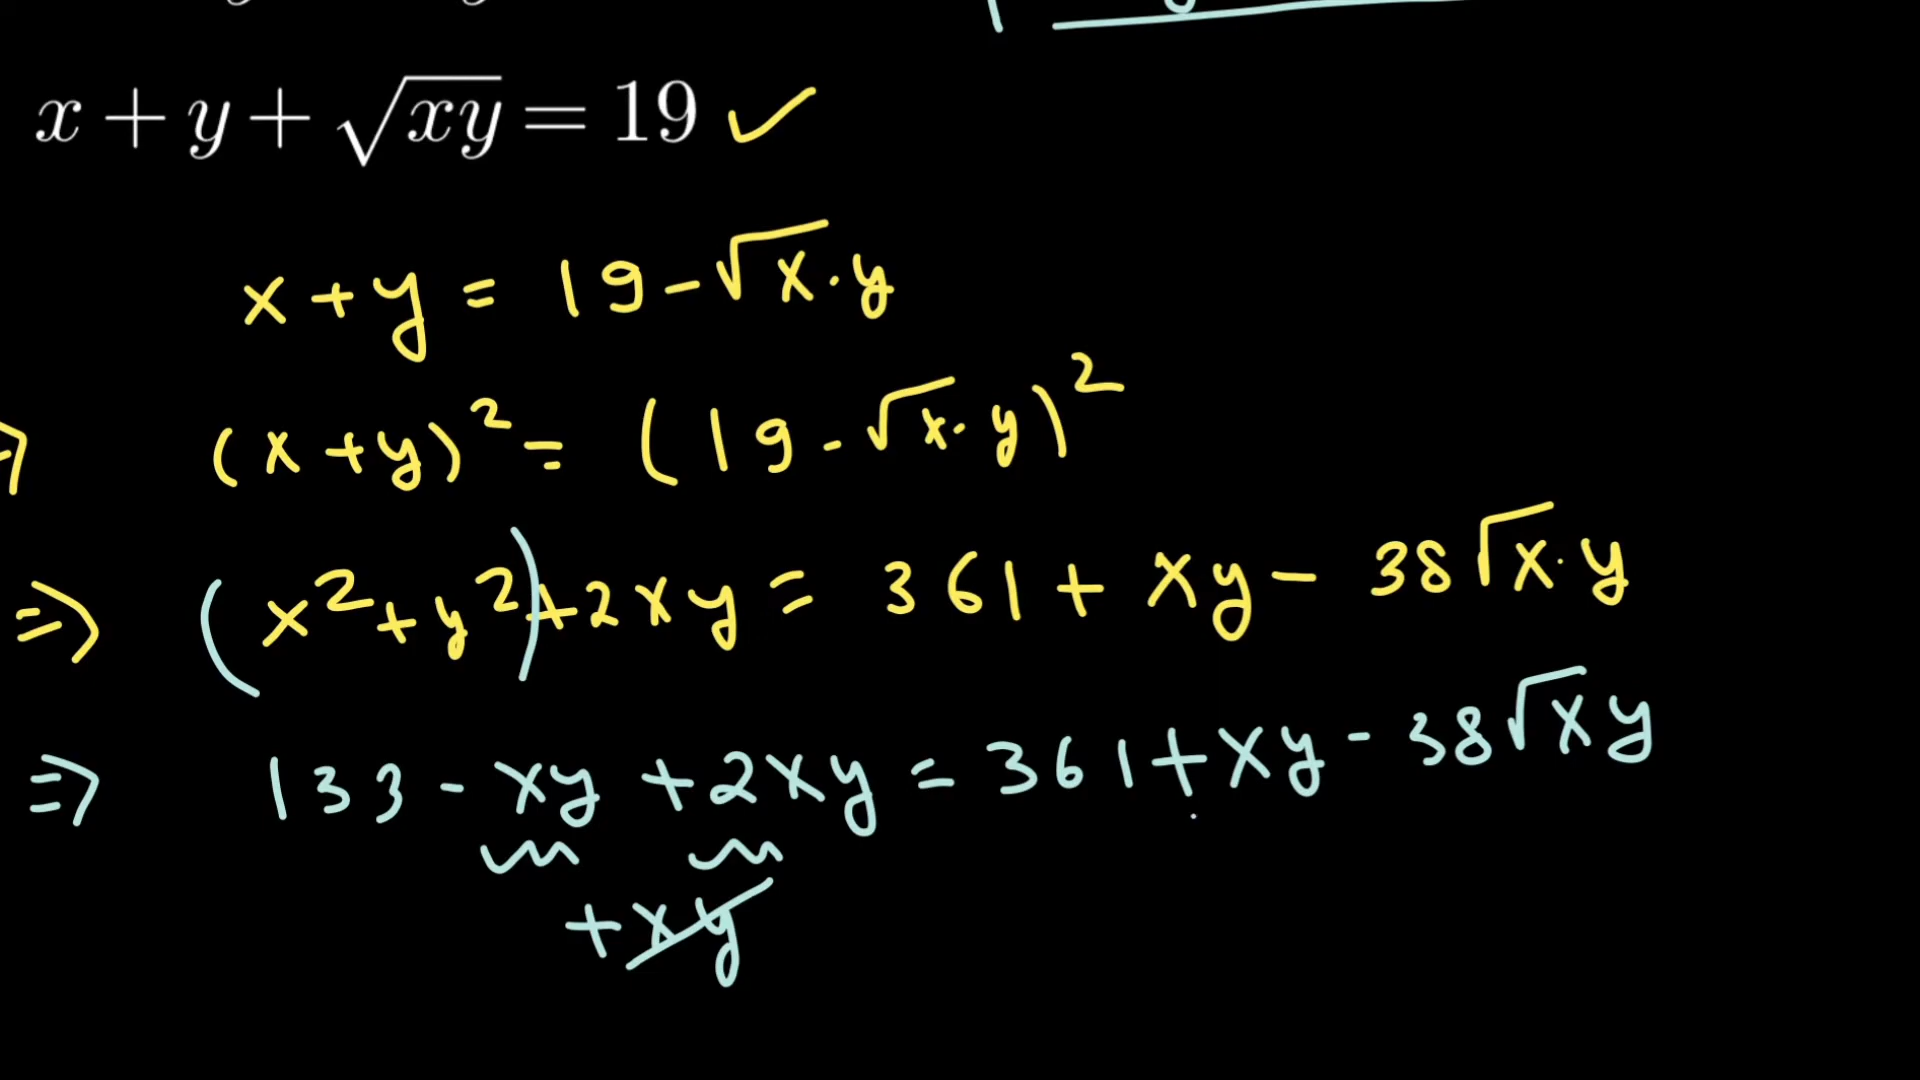 x + y + √xy = 19 ✓
x + y = 19 - √x·y
(x + y)² = (19 - √x·y)²
⇒ (x² + y²) + 2xy = 361 + xy - 38√x·y
⇒ 133 - xy + 2xy = 361 + xy - 38√xy
+xy